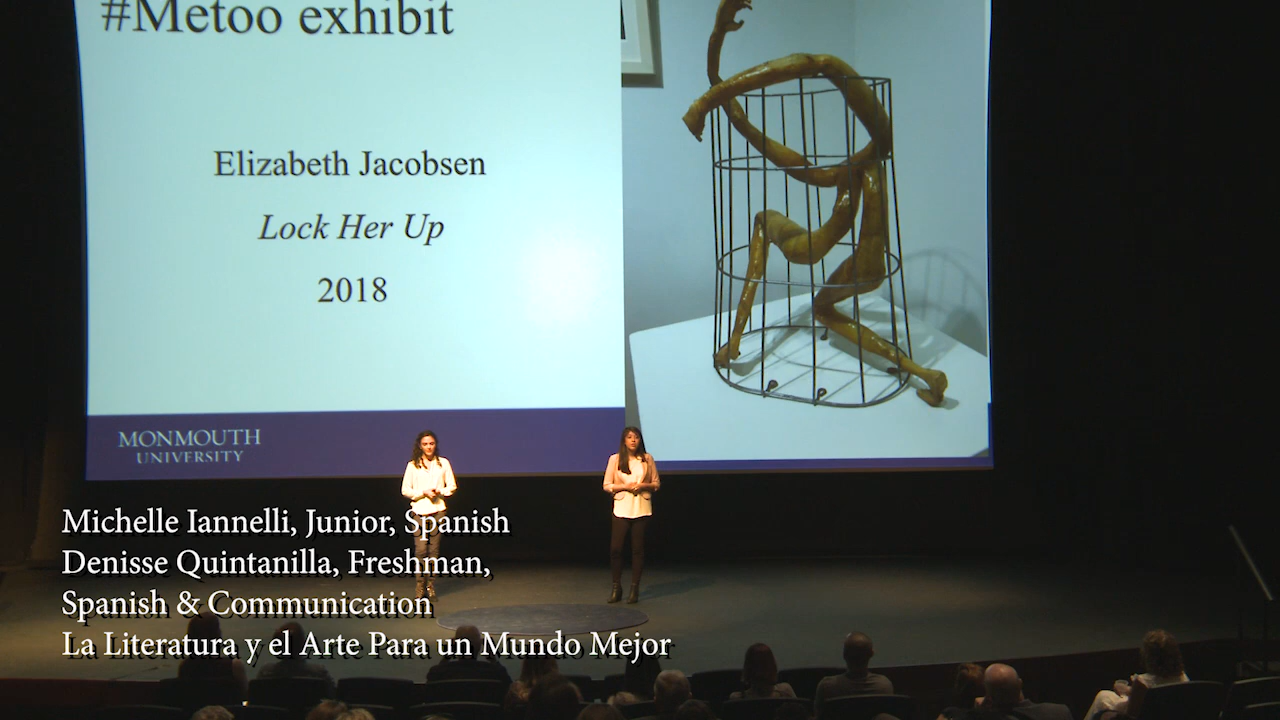 #Metoo exhibit
Elizabeth Jacobsen
Lock Her Up
2018
MONMOUTH
UNIVERSITY
Michelle Iannelli, Junior, Spanish
Denisse Quintanilla, Freshman,
Spanish & Communication
La Literatura y el Arte Para un Mundo Mejor